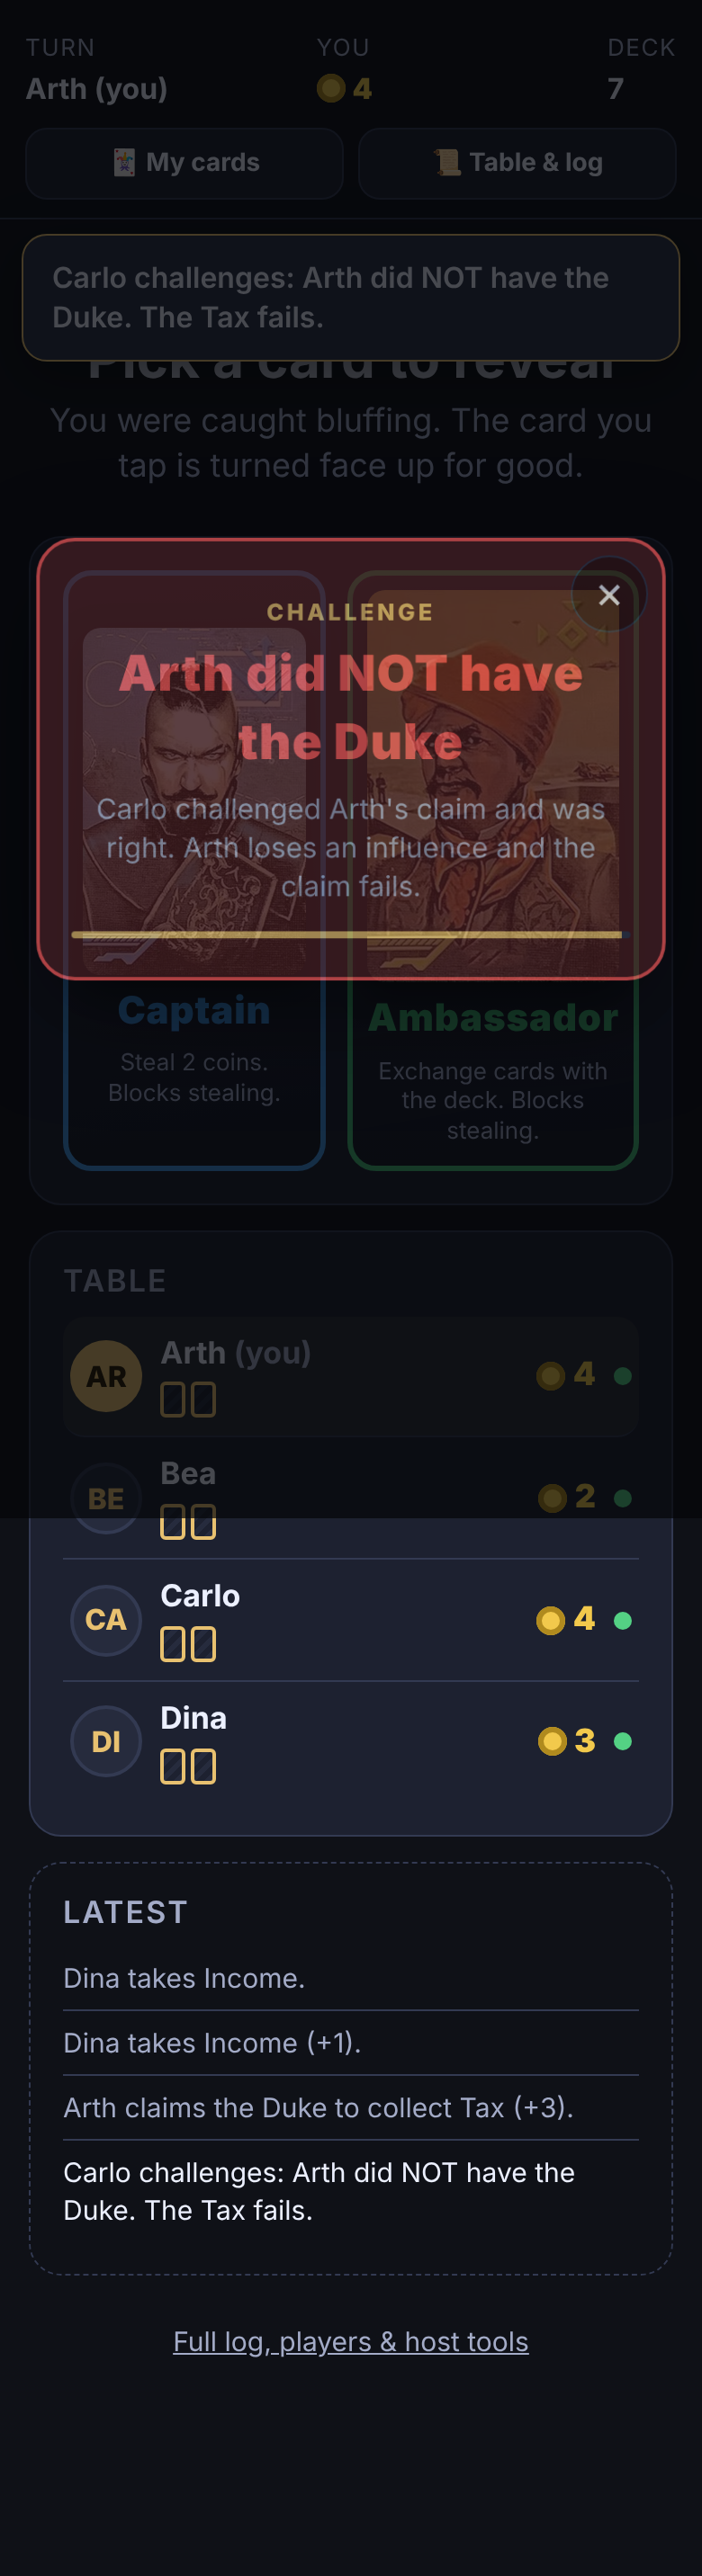 TURN
YOU
DECK
Arth (you)
4
7
My cards
Table & log
Carlo challenges: Arth did NOT have the
Duke. The Tax fails.
Pick a card to reveal
You were caught bluffing. The card you
tap is turned face up for good.
CHALLENGE
Arth did NOT have
the Duke
Carlo challenged Arth's claim and was
right. Arth loses an influence and the
claim fails.
Captain
Steal 2 coins.
Blocks stealing.
Ambassador
Exchange cards with
the deck. Blocks
stealing.
TABLE
AR
Arth (you)
4
BE
Bea
2
CA
Carlo
4
DI
Dina
3
LATEST
Dina takes Income.
Dina takes Income (+1).
Arth claims the Duke to collect Tax (+3).
Carlo challenges: Arth did NOT have the
Duke. The Tax fails.
Full log, players & host tools